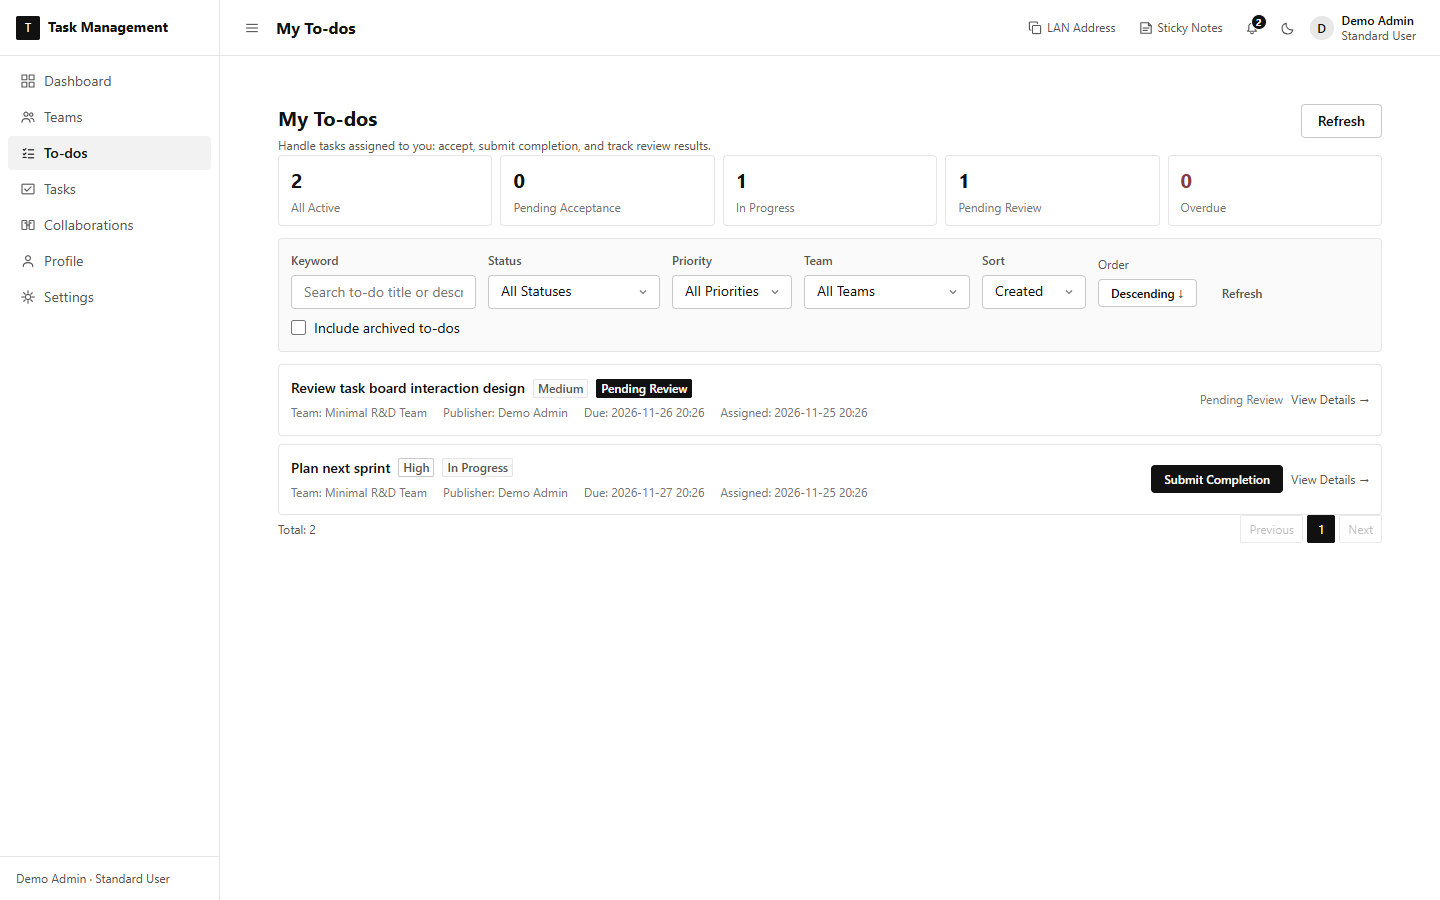 T Task Management
My To-dos
LAN Address
Sticky Notes
2
D
Demo Admin
Standard User
Dashboard
Teams
To-dos
Tasks
Collaborations
Profile
Settings
My To-dos
Refresh
Handle tasks assigned to you: accept, submit completion, and track review results.
2
All Active
0
Pending Acceptance
1
In Progress
1
Pending Review
0
Overdue
Keyword
Status
Priority
Team
Sort
Order
Search to-do title or descr
All Statuses
All Priorities
All Teams
Created
Descending ↓
Refresh
Include archived to-dos
Review task board interaction design Medium Pending Review
Team: Minimal R&D Team Publisher: Demo Admin Due: 2026-11-26 20:26 Assigned: 2026-11-25 20:26
Pending Review View Details →
Plan next sprint High In Progress
Team: Minimal R&D Team Publisher: Demo Admin Due: 2026-11-27 20:26 Assigned: 2026-11-25 20:26
Submit Completion View Details →
Total: 2
Previous 1 Next
Demo Admin · Standard User